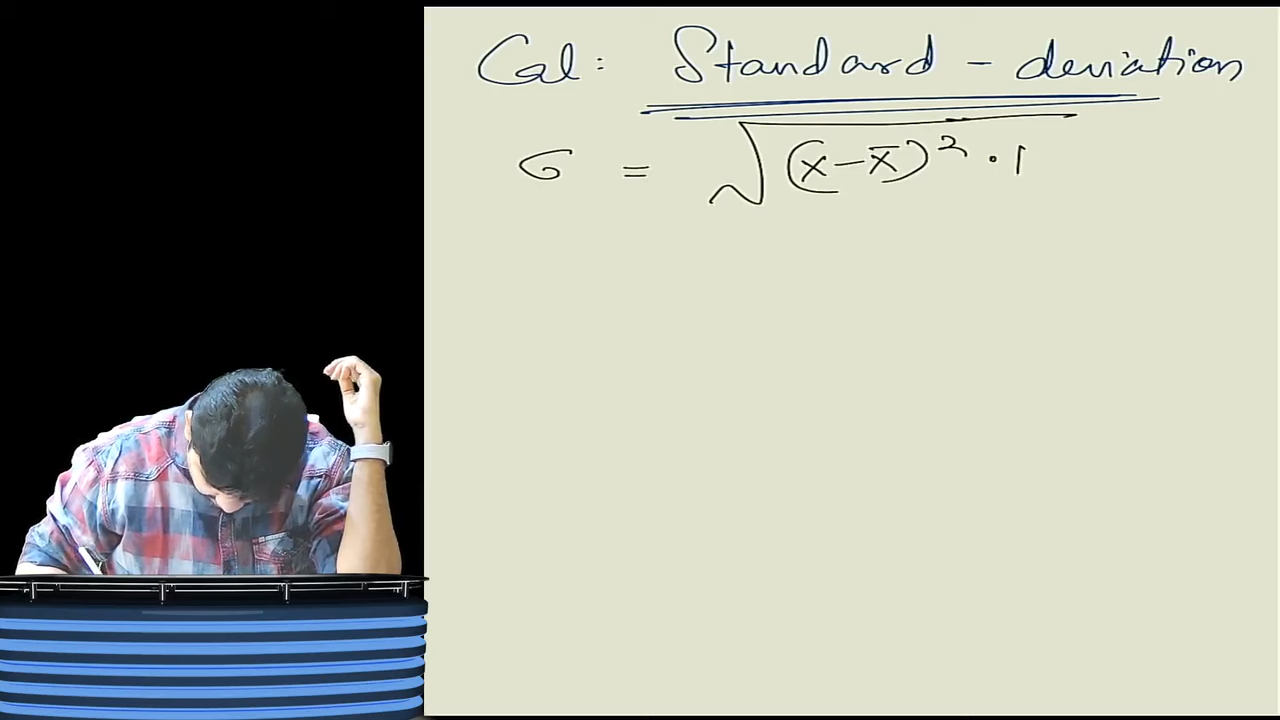 Cal: Standard - deviation
σ = √(x-x̄)² · 1